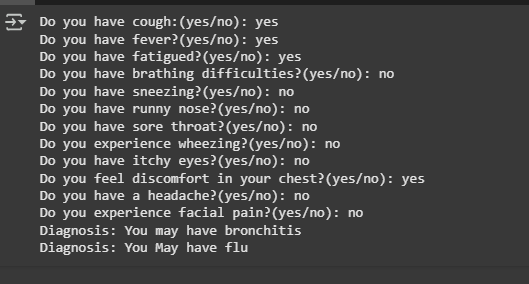 Do you have cough:(yes/no): yes
Do you have fever?(yes/no): yes
Do you have fatigued?(yes/no): yes
Do you have brathing difficulties?(yes/no): no
Do you have sneezing?(yes/no): no
Do you have runny nose?(yes/no): no
Do you have sore throat?(yes/no): no
Do you experience wheezing?(yes/no): no
Do you have itchy eyes?(yes/no): no
Do you feel discomfort in your chest?(yes/no): yes
Do you have a headache?(yes/no): no
Do you experience facial pain?(yes/no): no
Diagnosis: You may have bronchitis
Diagnosis: You May have flu